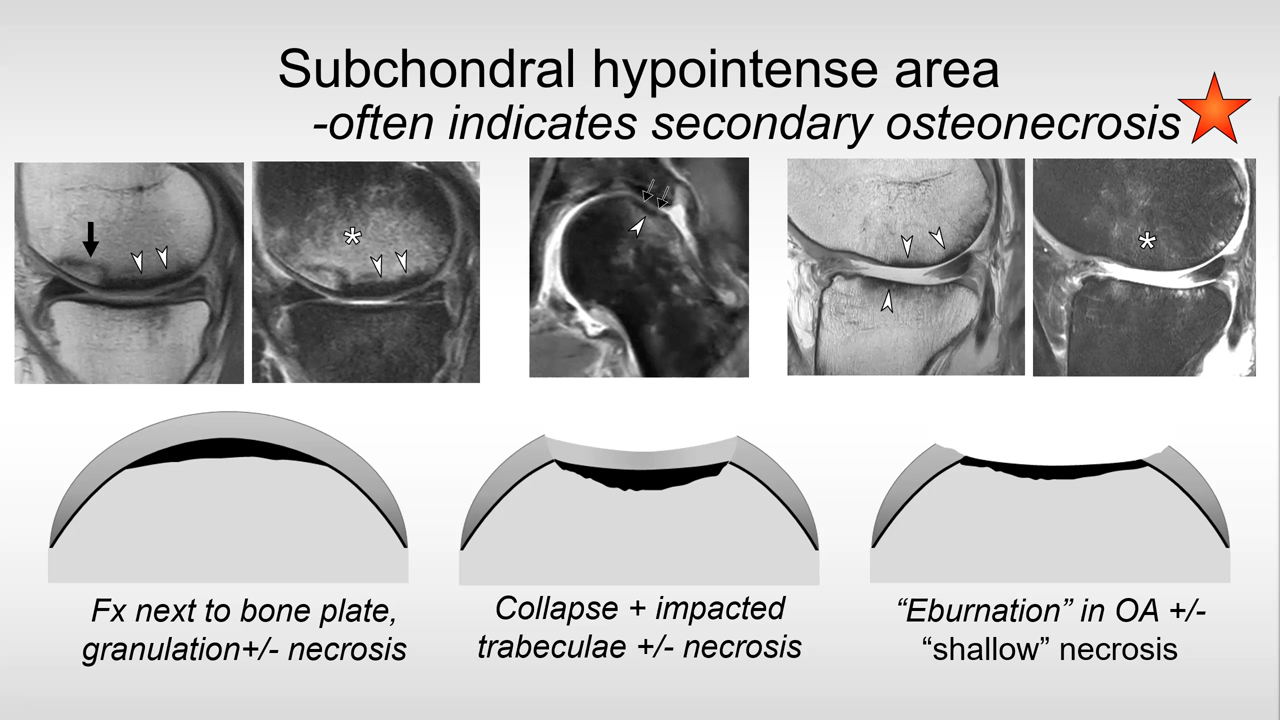 Subchondral hypointense area
-often indicates secondary osteonecrosis
*
*
Fx next to bone plate,
granulation+/- necrosis
Collapse + impacted
trabeculae +/- necrosis
“Eburnation” in OA +/-
“shallow” necrosis